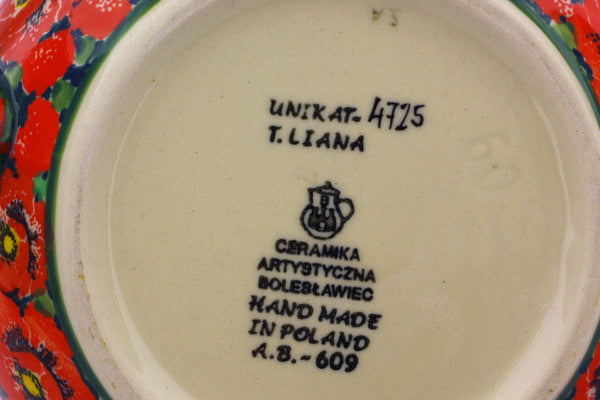 UNIKAT- 4725
T. LIANA
CERAMIKA
ARTYSTYCZNA
BOLESŁAWIEC
HAND MADE
IN POLAND
A.B.-609